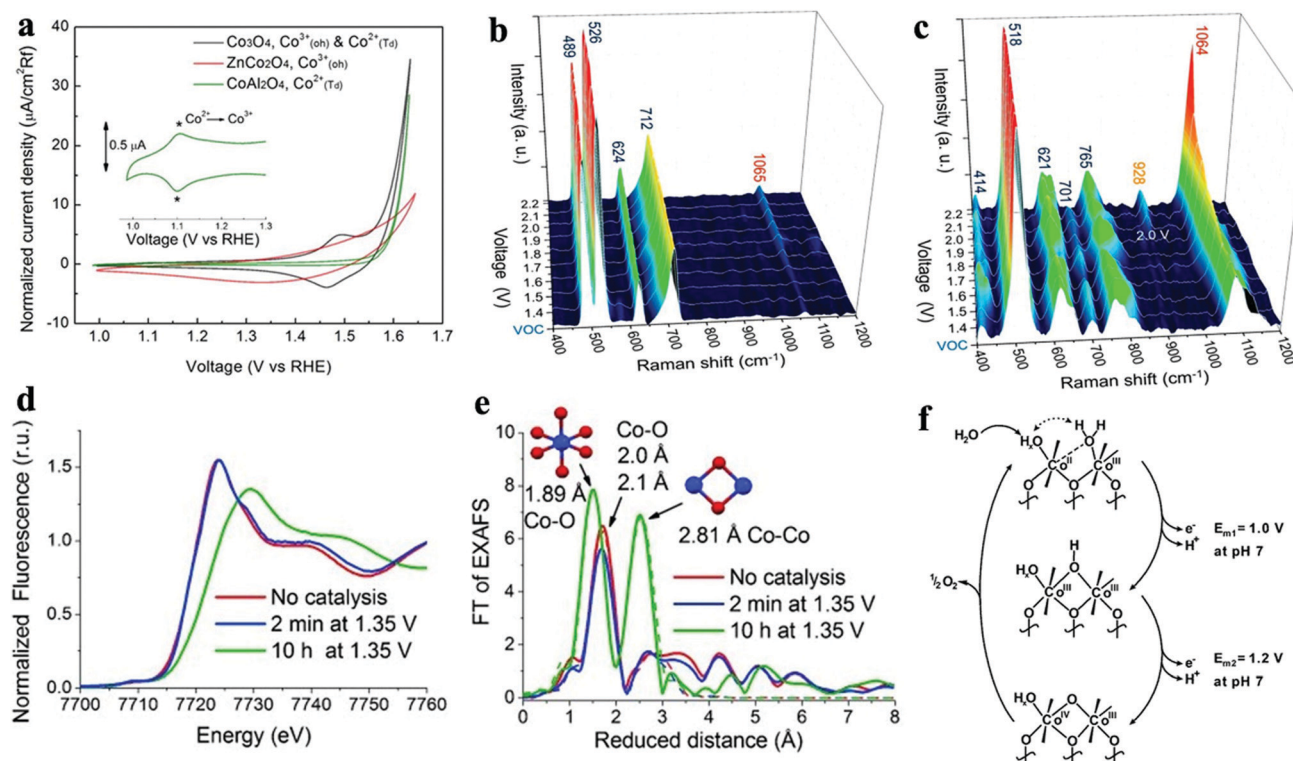 a
Co3O4, Co3+(oh) & Co2+(Td)
ZnCo2O4, Co3+(oh)
CoAl2O4, Co2+(Td)
Normalized current density (µA/cm2Rf)
40
30
20
10
0
-10
0.5 µA
* Co2+ → Co3+
*
1.0 1.1 1.2 1.3
Voltage (V vs RHE)
1.0 1.1 1.2 1.3 1.4 1.5 1.6 1.7
Voltage (V vs RHE)
b
Intensity (a. u.)
489
526
624
712
1065
Voltage (V)
2.2
2.1
2.0
1.9
1.8
1.7
1.6
1.5
1.4
VOC
400 500 600 700 800 900 1000 1100 1200
Raman shift (cm-1)
c
Intensity (a. u.)
414
518
621
701
765
928
1064
2.0 V
Voltage (V)
2.2
2.1
2.0
1.9
1.8
1.7
1.6
1.5
1.4
VOC
400 500 600 700 800 900 1000 1100 1200
Raman shift (cm-1)
d
Normalized Fluorescence (r.u.)
1.5
1.0
0.5
0.0
No catalysis
2 min at 1.35 V
10 h at 1.35 V
7700 7710 7720 7730 7740 7750 7760
Energy (eV)
e
FT of EXAFS
10
8
6
4
2
0
1.89 Å
Co-O
Co-O
2.0 Å
2.1 Å
2.81 Å Co-Co
No catalysis
2 min at 1.35 V
10 h at 1.35 V
0 1 2 3 4 5 6 7 8
Reduced distance (Å)
f
H2O
HxO
H H
O
CoII CoIII
O O O
e-
H+
Em1 = 1.0 V
at pH 7
1/2 O2
H
HxO O
CoIII CoIII
O O O
e-
H+
Em2 = 1.2 V
at pH 7
HxO O
CoIV CoIII
O O O